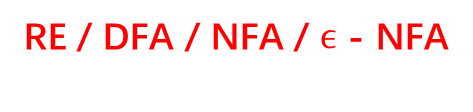 RE / DFA / NFA / ϵ - NFA